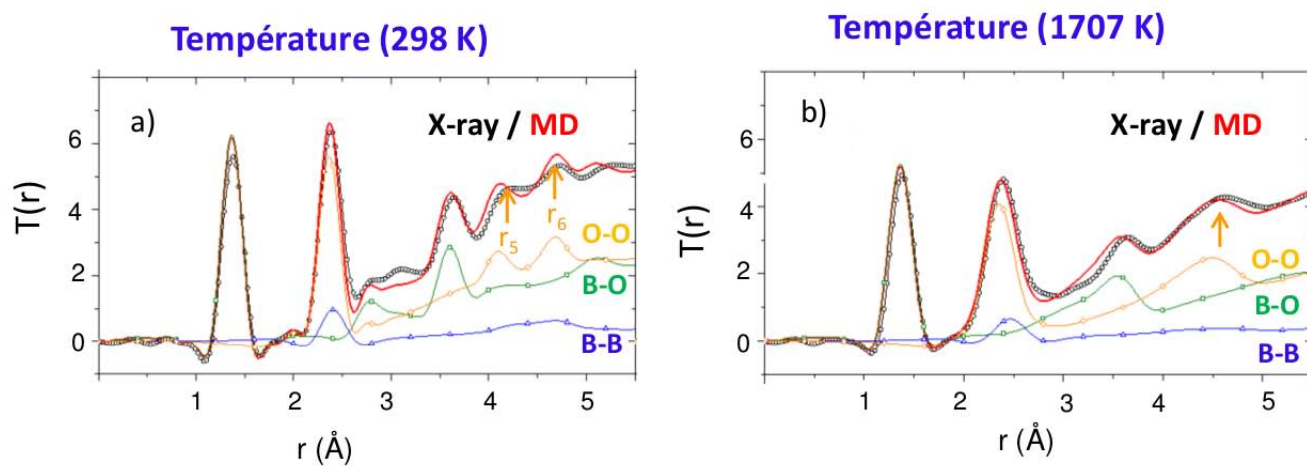 Température (298 K)
a)
X-ray / MD
T(r)
6
4
2
0
r5
r6
O-O
B-O
B-B
1
2
3
4
5
r (Å)
Température (1707 K)
b)
X-ray / MD
T(r)
6
4
2
0
O-O
B-O
B-B
1
2
3
4
5
r (Å)